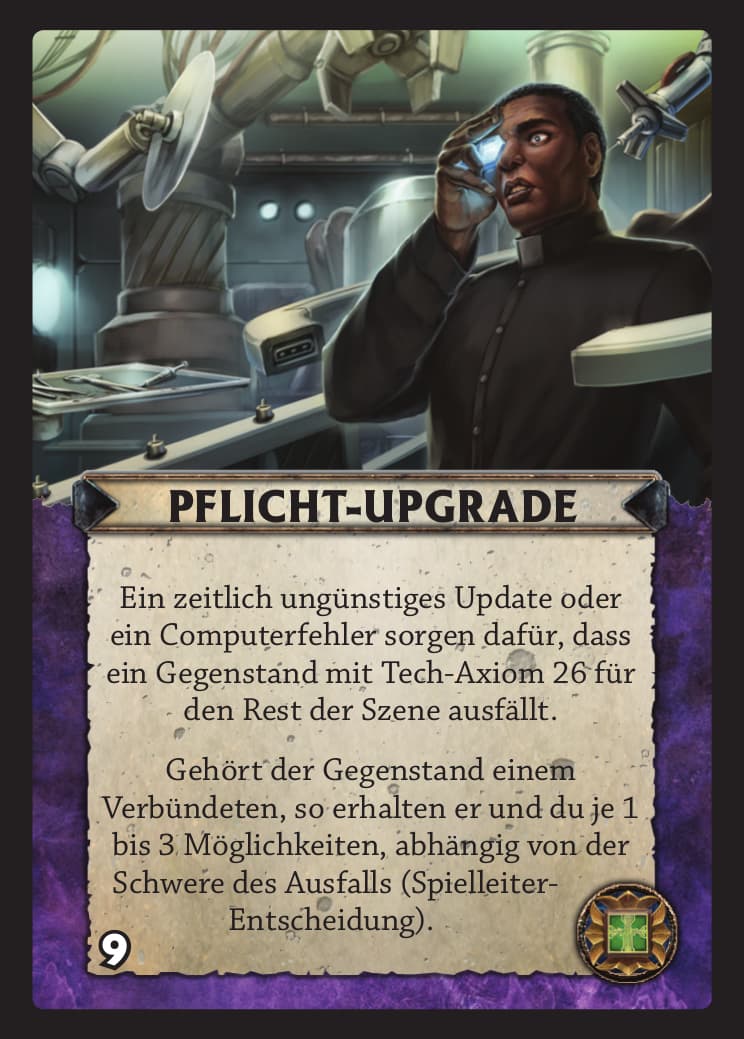 PFLICHT-UPGRADE
Ein zeitlich ungünstiges Update oder
ein Computerfehler sorgen dafür, dass
ein Gegenstand mit Tech-Axiom 26 für
den Rest der Szene ausfällt.
Gehört der Gegenstand einem
Verbündeten, so erhalten er und du je 1
bis 3 Möglichkeiten, abhängig von der
Schwere des Ausfalls (Spielleiter-
Entscheidung).
9